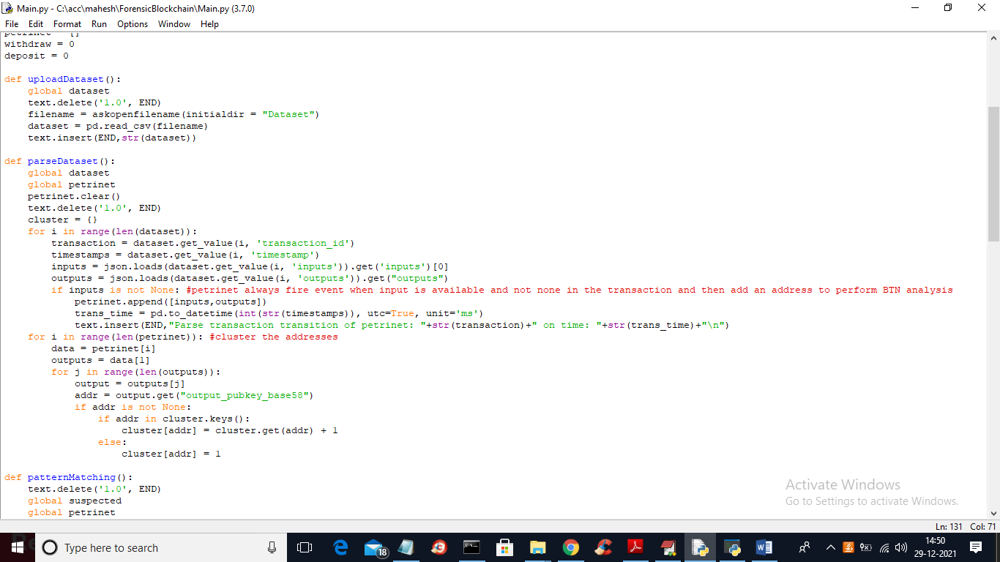 Main.py - C:\acc\mahesh\ForensicBlockchain\Main.py (3.7.0)
File Edit Format Run Options Window Help
petrinet = []
withdraw = 0
deposit = 0
def uploadDataset():
    global dataset
    text.delete('1.0', END)
    filename = askopenfilename(initialdir = "Dataset")
    dataset = pd.read_csv(filename)
    text.insert(END,str(dataset))
def parseDataset():
    global dataset
    global petrinet
    petrinet.clear()
    text.delete('1.0', END)
    cluster = {}
    for i in range(len(dataset)):
        transaction = dataset.get_value(i, 'transaction_id')
        timestamps = dataset.get_value(i, 'timestamp')
        inputs = json.loads(dataset.get_value(i, 'inputs')).get('inputs')[0]
        outputs = json.loads(dataset.get_value(i, 'outputs')).get("outputs")
        if inputs is not None: #petrinet always fire event when input is available and not none in the transaction and then add an address to perform BTN analysis
            petrinet.append([inputs,outputs])
            trans_time = pd.to_datetime(int(str(timestamps)), utc=True, unit='ms')
            text.insert(END,"Parse transaction transition of petrinet: "+str(transaction)+" on time: "+str(trans_time)+"\n")
    for i in range(len(petrinet)): #cluster the addresses
        data = petrinet[i]
        outputs = data[1]
        for j in range(len(outputs)):
            output = outputs[j]
            addr = output.get("output_pubkey_base58")
            if addr is not None:
                if addr in cluster.keys():
                    cluster[addr] = cluster.get(addr) + 1
                else:
                    cluster[addr] = 1
def patternMatching():
    text.delete('1.0', END)
    global suspected
    global petrinet
Activate Windows
Go to Settings to activate Windows.
Ln: 131 Col: 71
Type here to search
18
14:50
29-12-2021